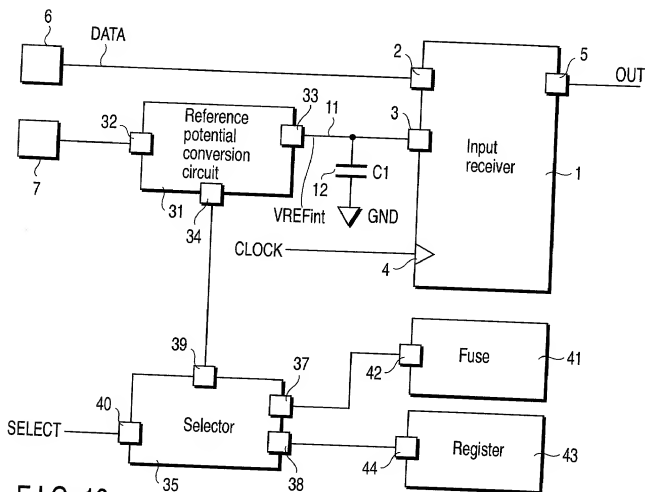 6
DATA
2
5
OUT
32
Reference
potential
conversion
circuit
33
11
3
Input
receiver
1
7
31
34
12
C1
VREFint
GND
CLOCK
4
39
37
42
Fuse
41
40
SELECT
Selector
35
38
44
Register
43